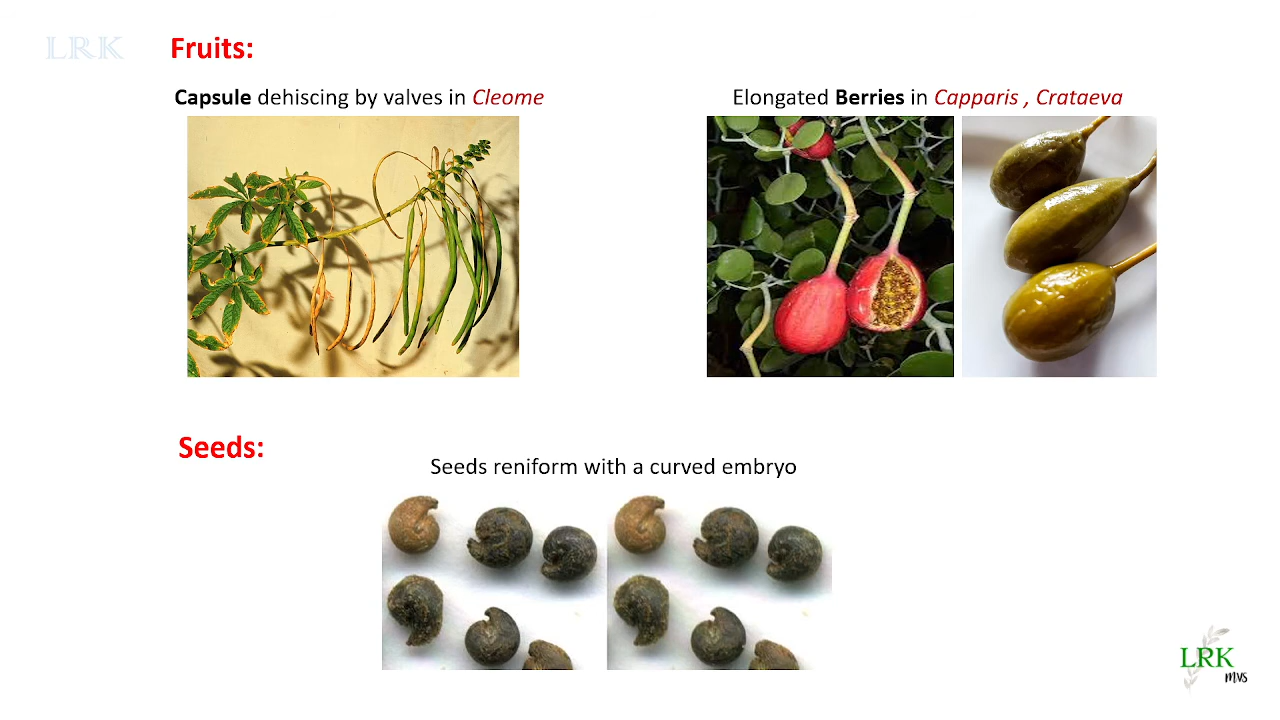 LRK
Fruits:
Capsule dehiscing by valves in Cleome
Elongated Berries in Capparis , Crataeva
Seeds:
Seeds reniform with a curved embryo
LRK
MVS